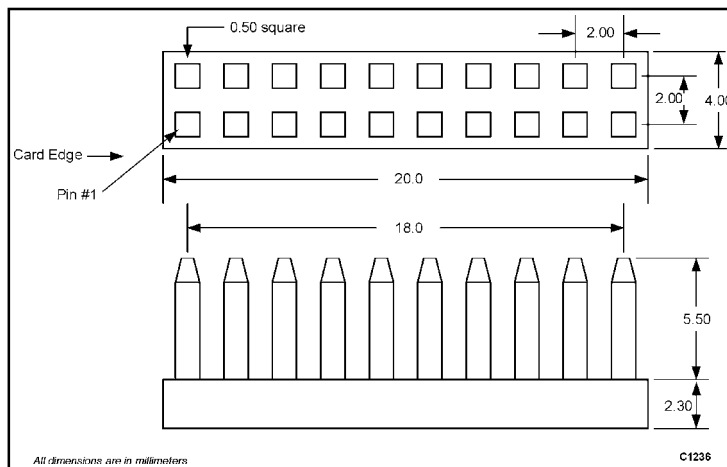 0.50 square
2.00
2.00
4.00
Card Edge
Pin #1
20.0
18.0
5.50
2.30
All dimensions are in millimeters
C1236